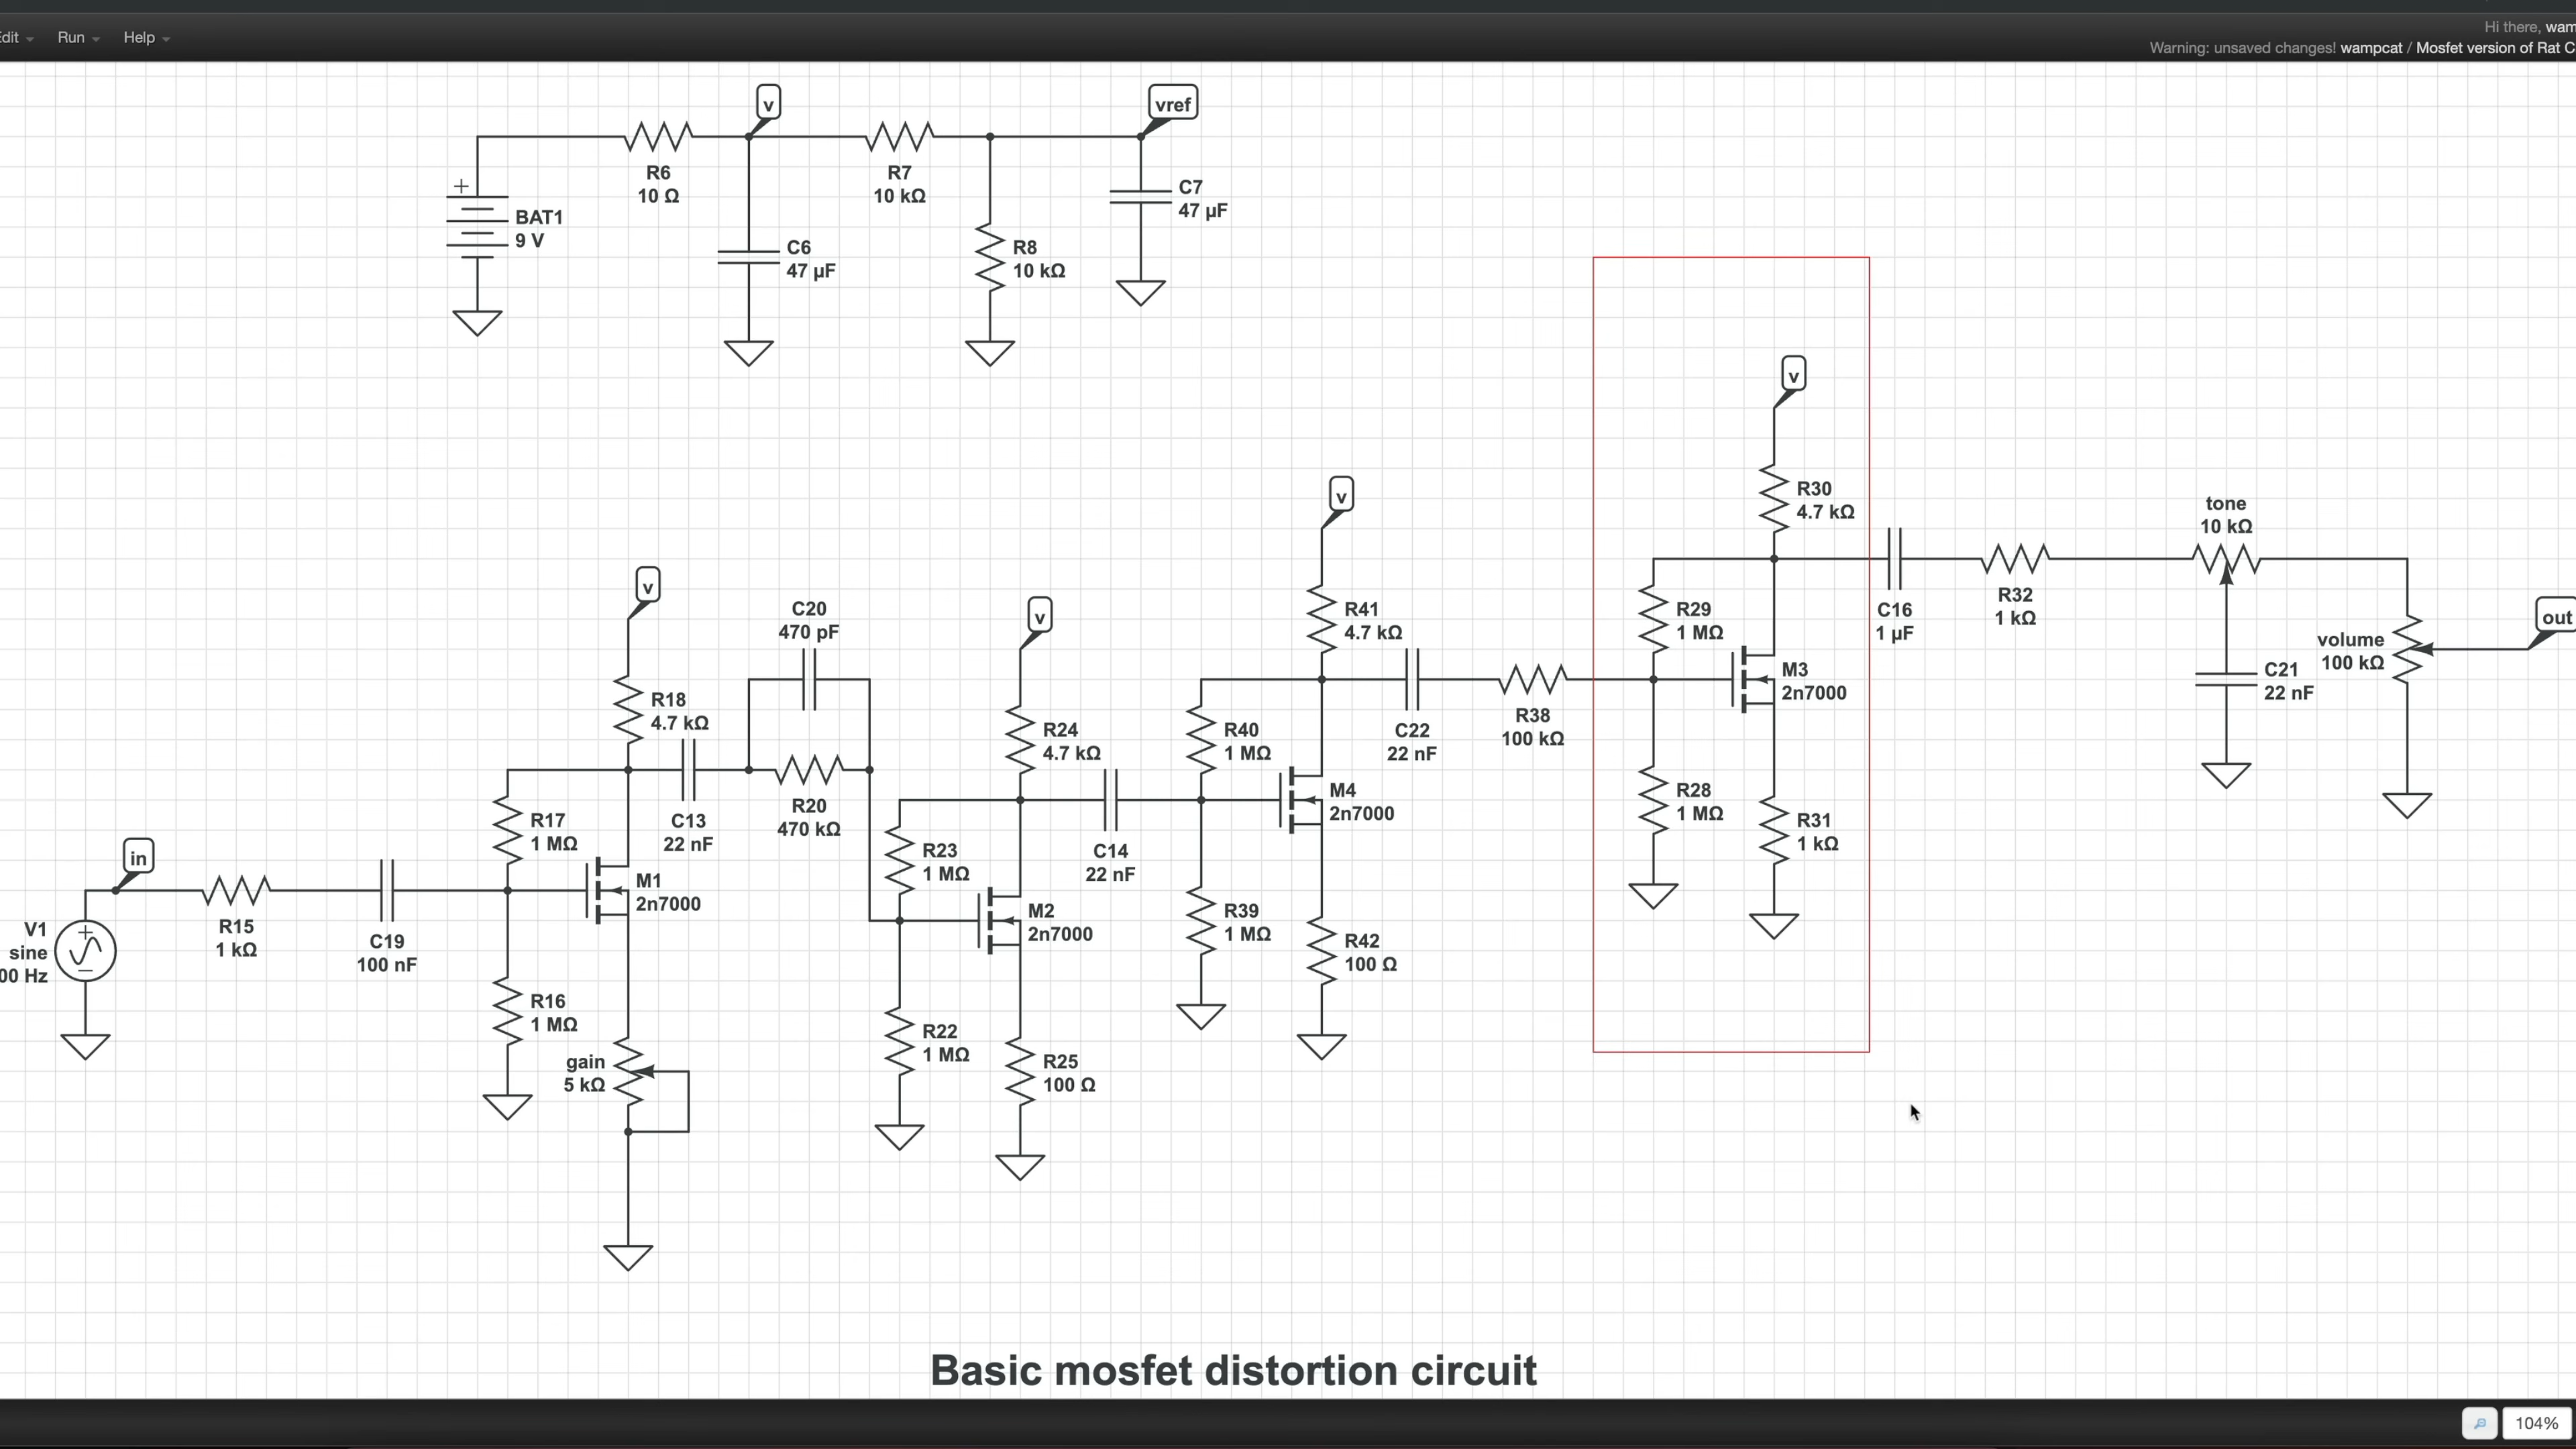 Edit
Run
Help
Hi there, wam
Warning: unsaved changes! wampcat / Mosfet version of Rat C
v
vref
R6
10 Ω
R7
10 kΩ
+
BAT1
9 V
C6
47 µF
R8
10 kΩ
C7
47 µF
v
R30
4.7 kΩ
v
R41
4.7 kΩ
tone
10 kΩ
v
R18
4.7 kΩ
C20
470 pF
v
R24
4.7 kΩ
R29
1 MΩ
C16
1 µF
R32
1 kΩ
out
volume
100 kΩ
M3
2n7000
C21
22 nF
R40
1 MΩ
C22
22 nF
R38
100 kΩ
R17
1 MΩ
C13
22 nF
R20
470 kΩ
M4
2n7000
R28
1 MΩ
R31
1 kΩ
in
R23
1 MΩ
C14
22 nF
M1
2n7000
V1
sine
00 Hz
+
R15
1 kΩ
C19
100 nF
M2
2n7000
R39
1 MΩ
R42
100 Ω
R16
1 MΩ
gain
5 kΩ
R22
1 MΩ
R25
100 Ω
Basic mosfet distortion circuit
104%